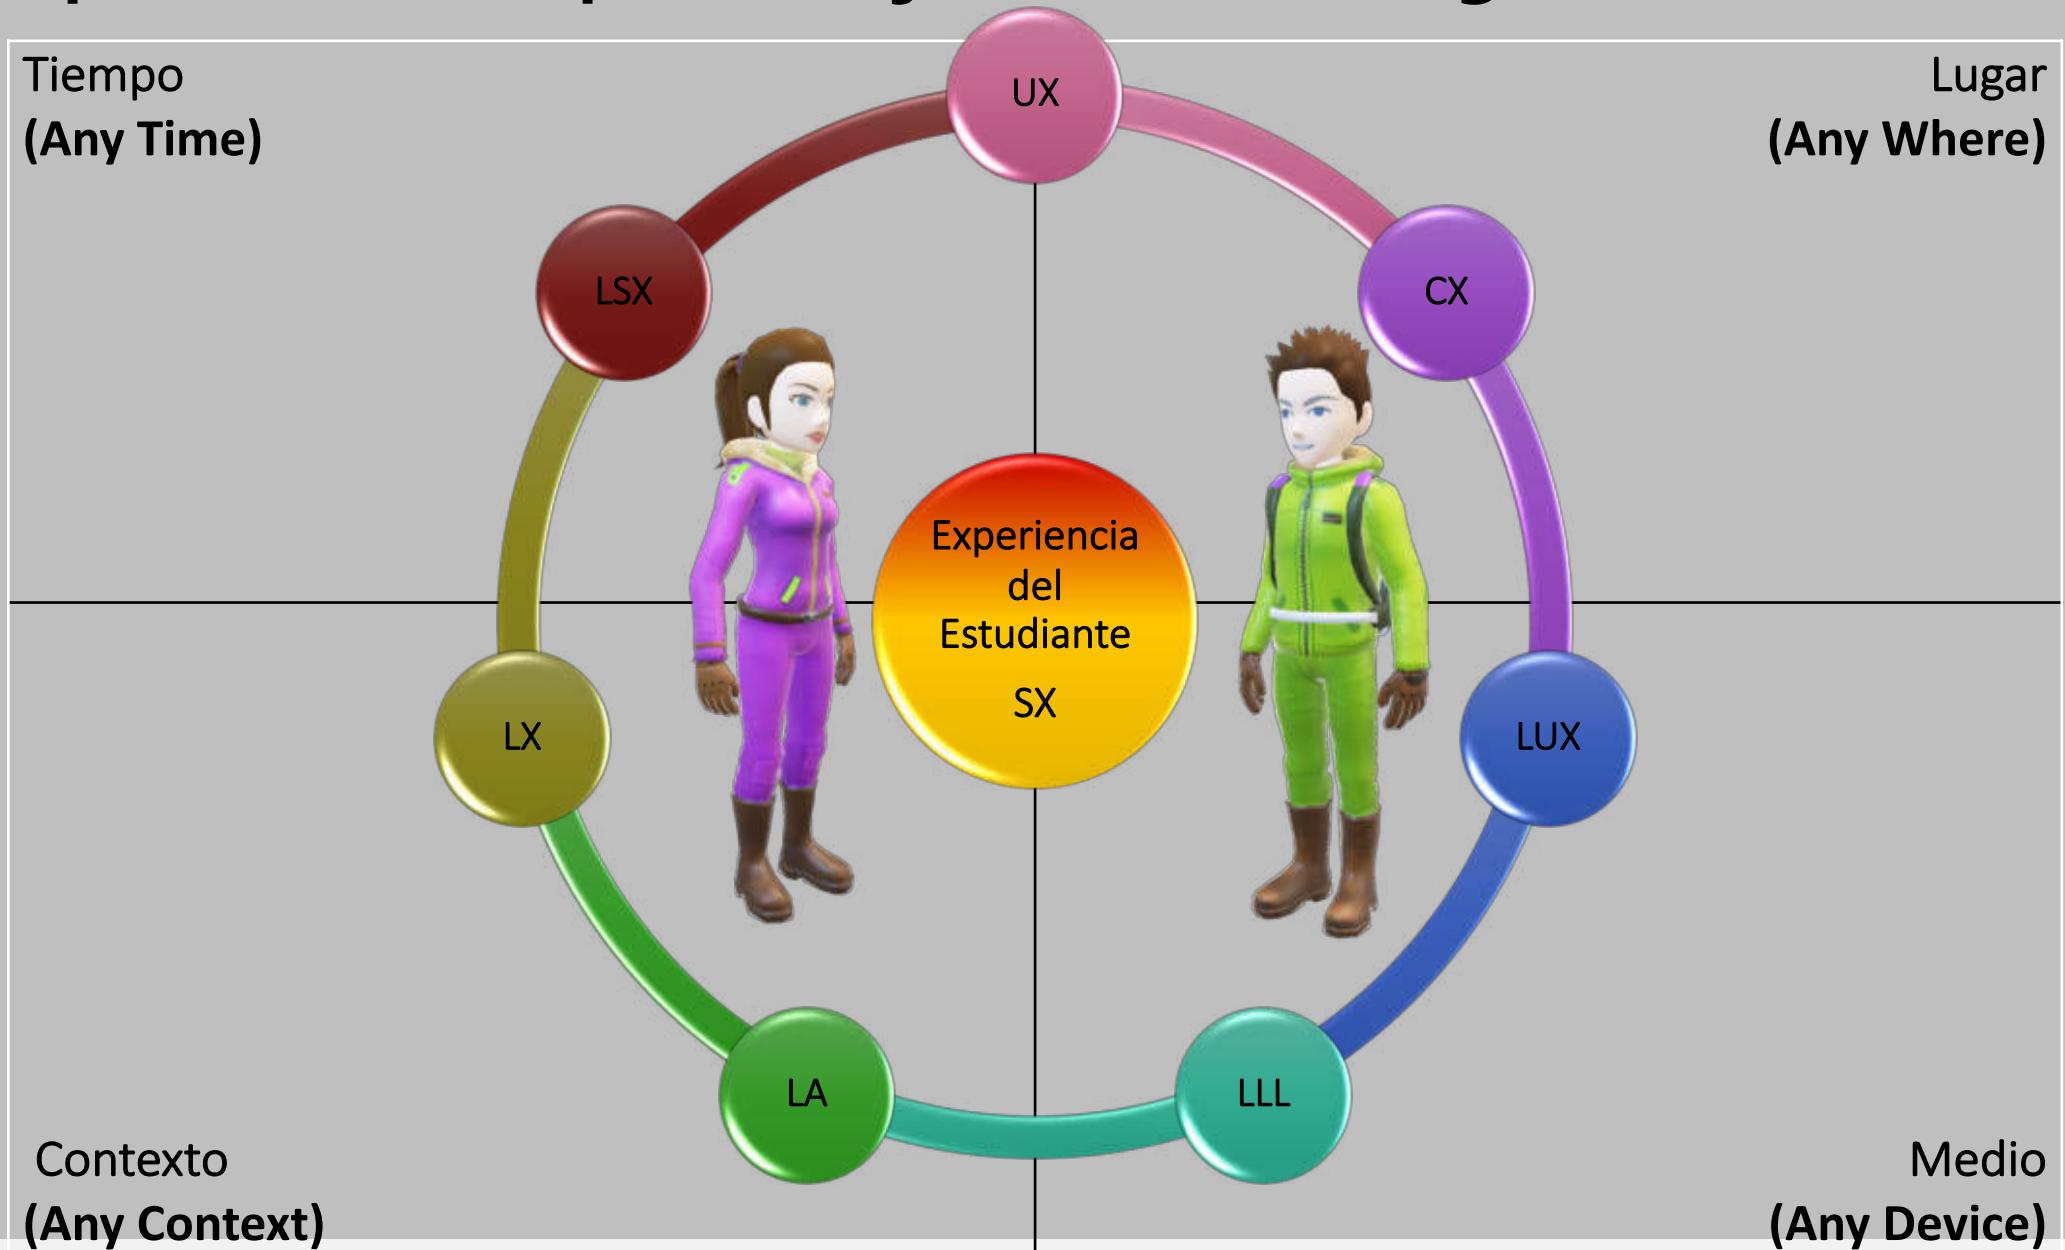 Tiempo
(Any Time)
Lugar
(Any Where)
UX
LSX
CX
Experiencia
del
Estudiante
SX
LX
LUX
LA
LLL
Contexto
(Any Context)
Medio
(Any Device)